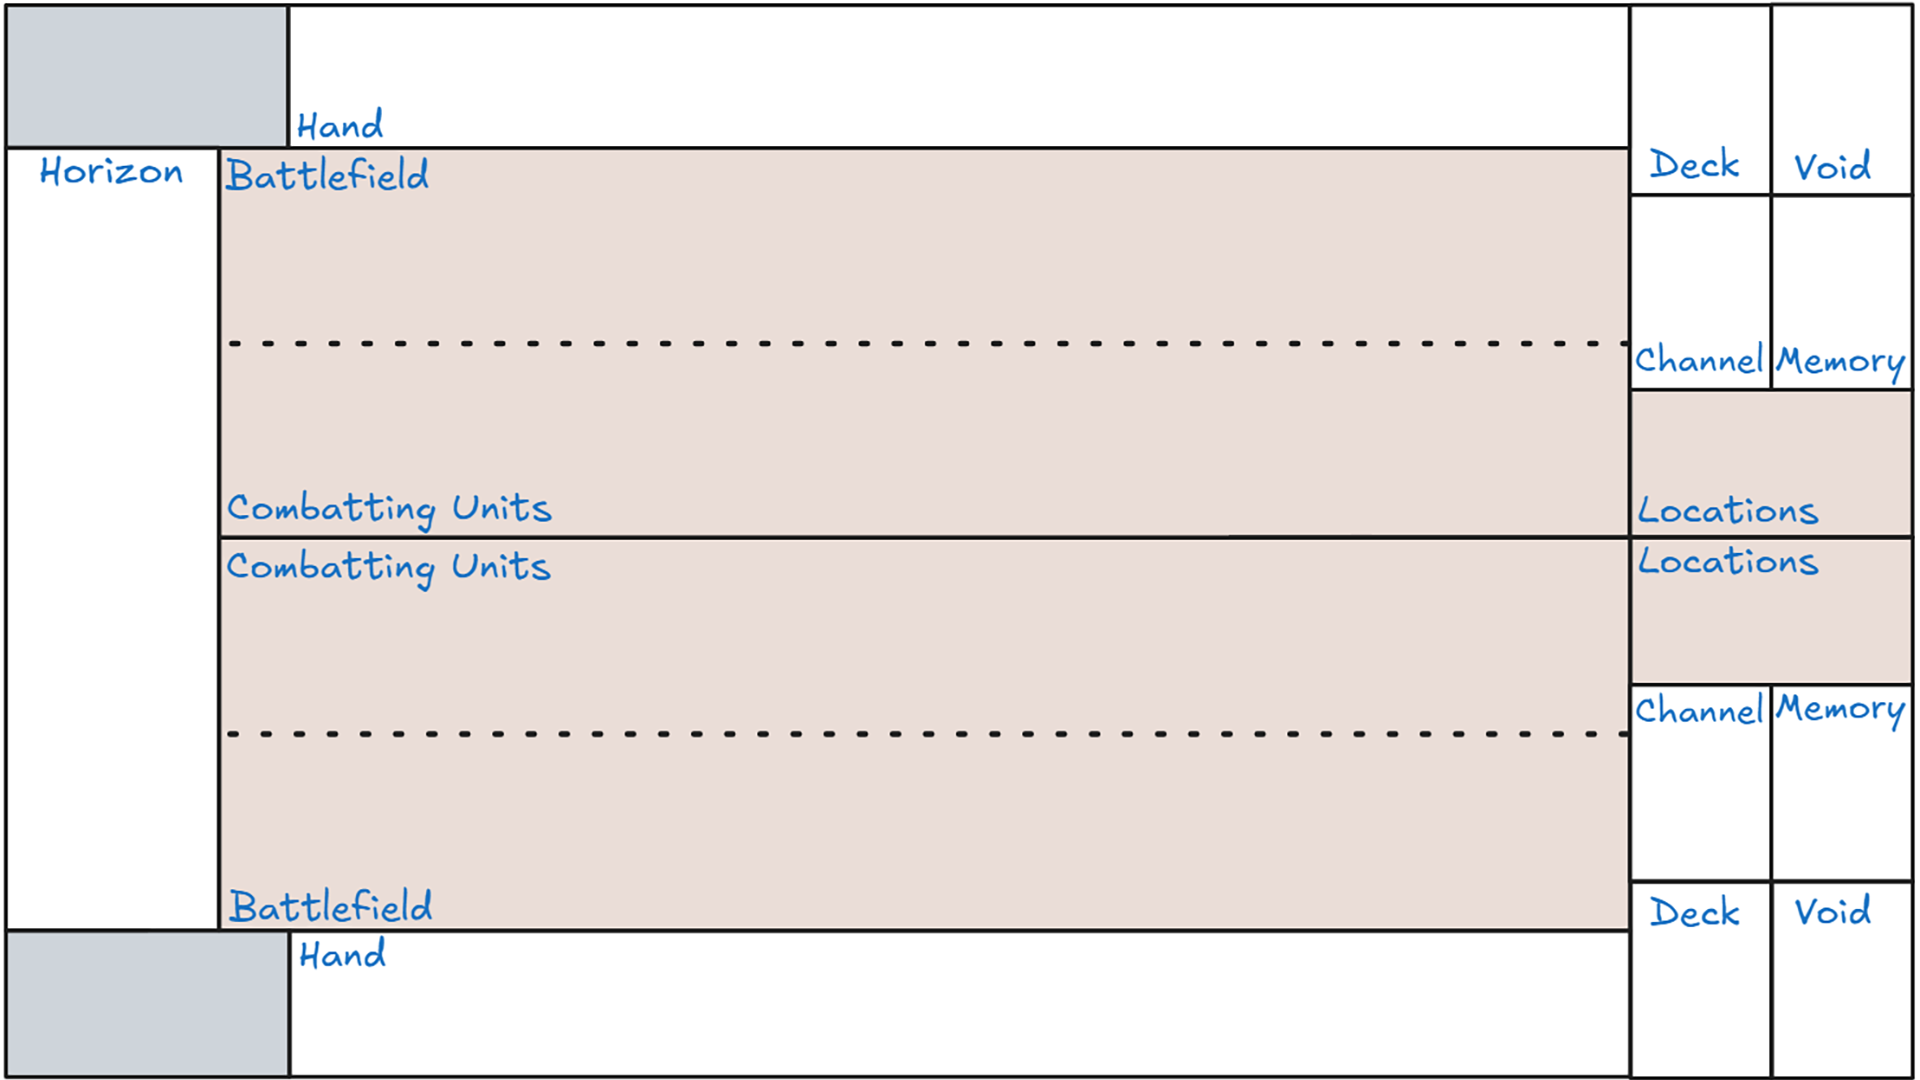 Hand
Deck
Void
Horizon
Battlefield
Channel
Memory
Combatting Units
Locations
Combatting Units
Locations
Channel
Memory
Battlefield
Deck
Void
Hand